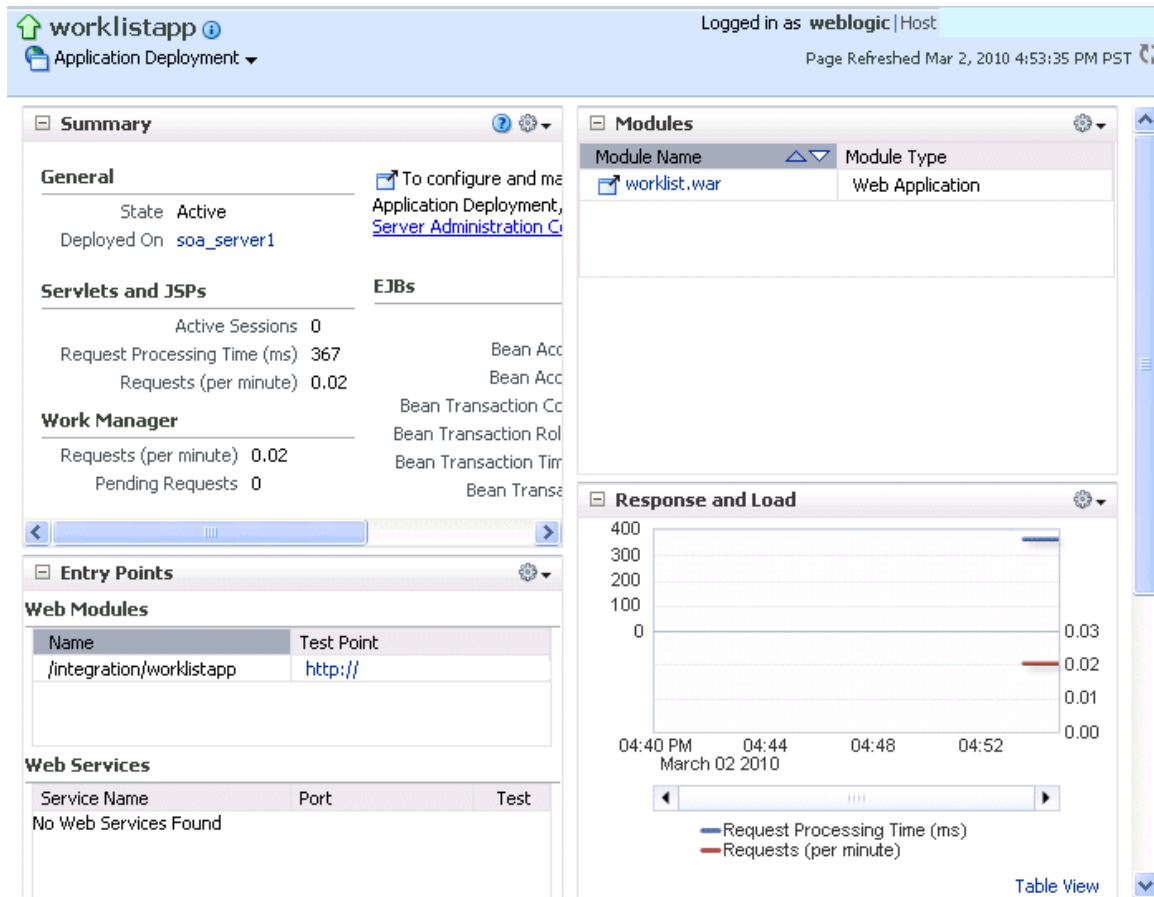 worklistapp
Logged in as weblogic|Host
Application Deployment
Page Refreshed Mar 2, 2010 4:53:35 PM PST
Summary
General
State Active
Deployed On soa_server1
To configure and ma
Application Deployment,
Server Administration C
Servlets and JSPs
Active Sessions 0
Request Processing Time (ms) 367
Requests (per minute) 0.02
Work Manager
Requests (per minute) 0.02
Pending Requests 0
EJBs
Bean Acc
Bean Acc
Bean Transaction Co
Bean Transaction Rol
Bean Transaction Tim
Bean Transa
Entry Points
Web Modules
Name Test Point
/integration/worklistapp http://
Web Services
Service Name Port Test
No Web Services Found
Modules
Module Name Module Type
worklist.war Web Application
Response and Load
400
300
200
100
0
0.03
0.02
0.01
0.00
04:40 PM 04:44 04:48 04:52
March 02 2010
Request Processing Time (ms)
Requests (per minute)
Table View